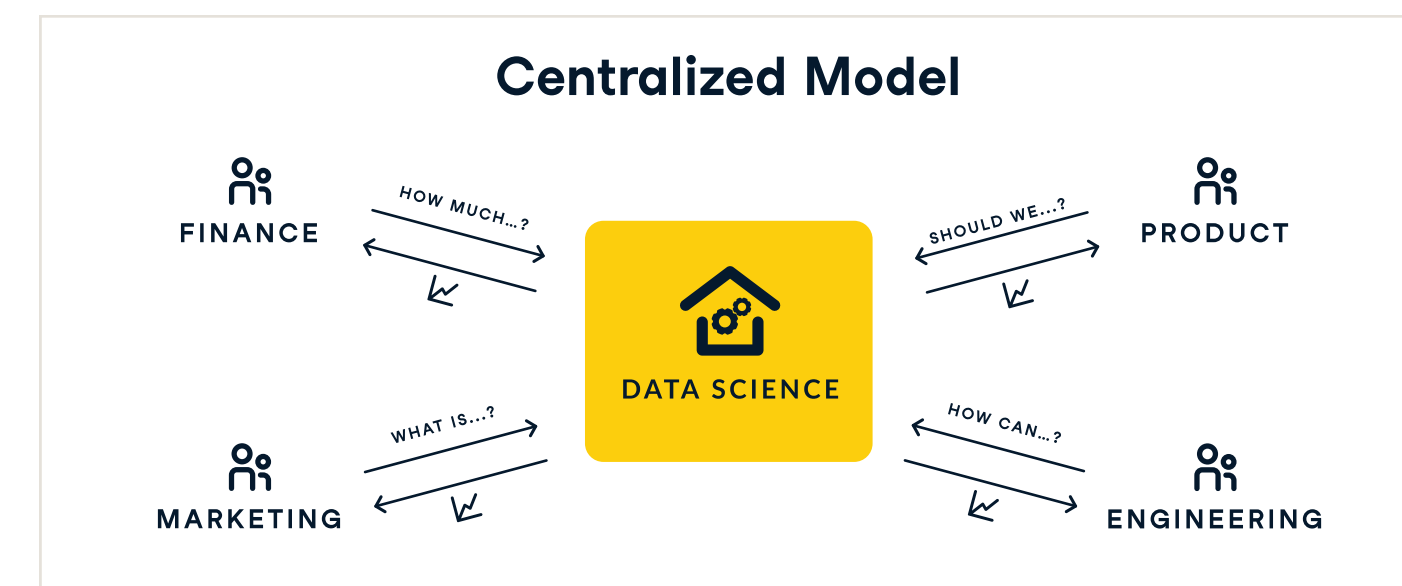 Centralized Model
FINANCE
HOW MUCH...?
SHOULD WE...?
PRODUCT
DATA SCIENCE
MARKETING
WHAT IS...?
HOW CAN...?
ENGINEERING